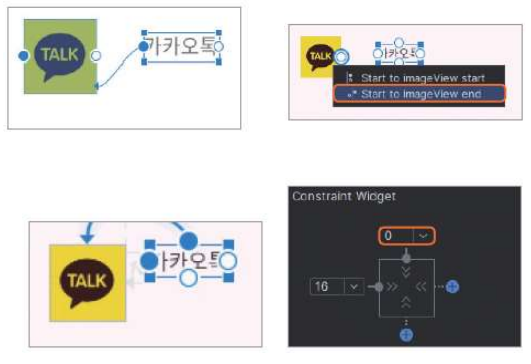 TALK
카카오톡
TALK
카카오톡
Start to imageView start
Start to imageView end
TALK
카카오톡
Constraint Widget
0
16